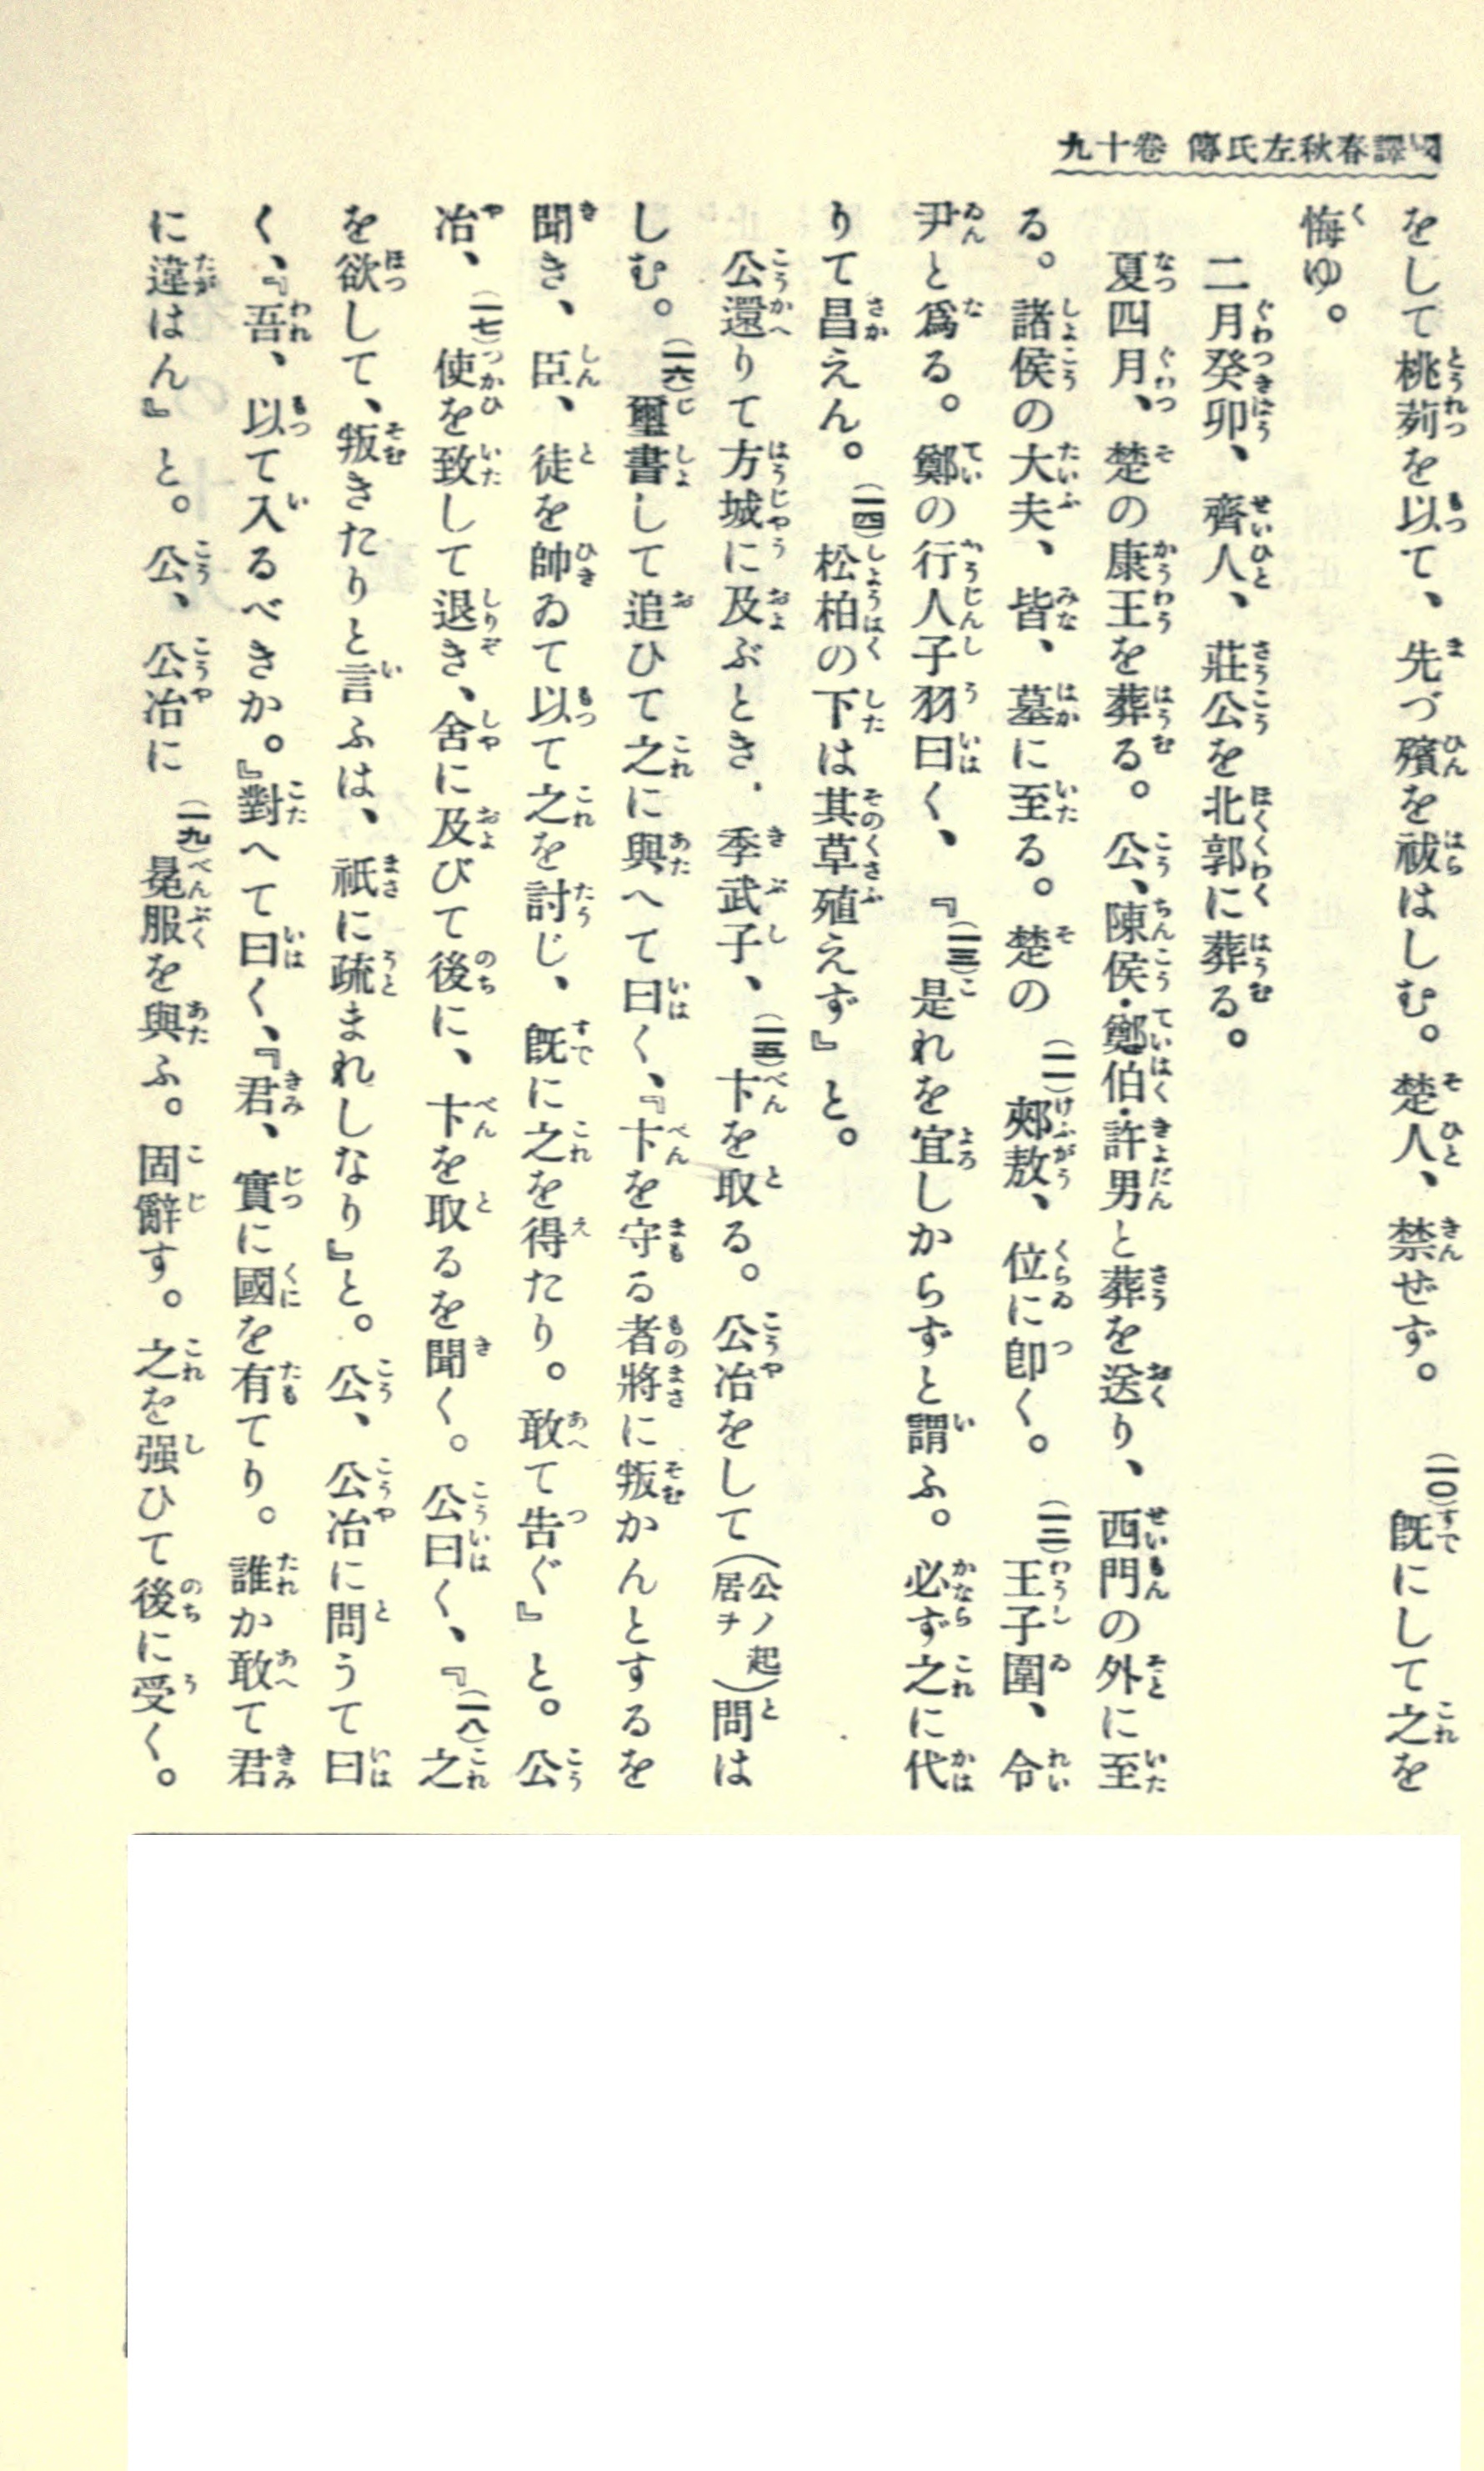 國譯春秋左氏傳 卷十九
をして桃茢を以て、先づ殯を祓はしむ。楚人、禁ぜず。(一〇)既にして之を
悔ゆ。
二月癸卯、齊人、莊公を北郭に葬る。
夏四月、楚の康王を葬る。公、陳侯・鄭伯・許男と葬を送り、西門の外に至
る。諸侯の大夫、皆、墓に至る。楚の(一一)郟敖、位に卽く。(一二)王子圍、令
尹と爲る。鄭の行人子羽曰く、『(一三)是れを宜しからずと謂ふ。必ず之に代
りて昌えん。(一四)松柏の下は其草殖えず』と。
公還りて方城に及ぶとき、季武子、(一五)卞を取る。公冶をして(公ノ起居チ)問は
しむ。(一六)璽書して追ひて之に與へて曰く、『卞を守る者將に叛かんとするを
聞き、臣、徒を帥ゐて以て之を討じ、既に之を得たり。敢て告ぐ』と。公
冶、(一七)使を致して退き、舍に及びて後に、卞を取るを聞く。公曰く、『(一八)之
を欲して、叛きたりと言ふは、祇に疏まれしなり』と。公、公冶に問うて曰
く、『吾、以て入るべきか。』對へて曰く、『君、實に國を有てり。誰か敢て君
に違はん』と。公、公冶に(一九)冕服を與ふ。固辭す。之を强ひて後に受く。